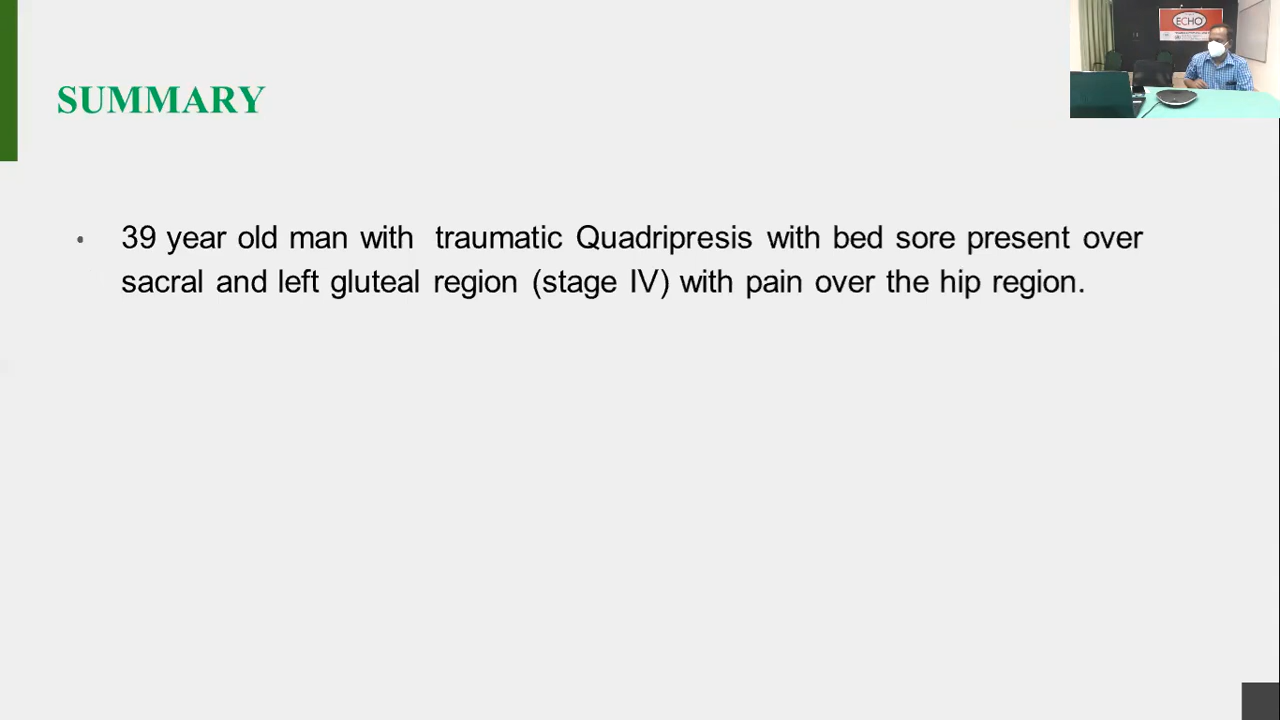 SUMMARY
ECHO
• 39 year old man with traumatic Quadripresis with bed sore present over
sacral and left gluteal region (stage IV) with pain over the hip region.